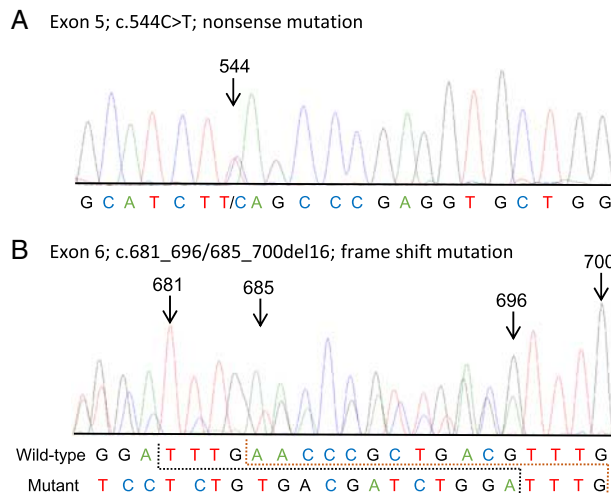 A Exon 5; c.544C>T; nonsense mutation
544
G C A T C T T/C A G C C C G A G G T G C T G G
B Exon 6; c.681_696/685_700del16; frame shift mutation
700
681 685 696
Wild-type G G A T T T G A A C C C G C T G A C G T T T G
Mutant T C C T C T G T G A C G A T C T G G A T T T G